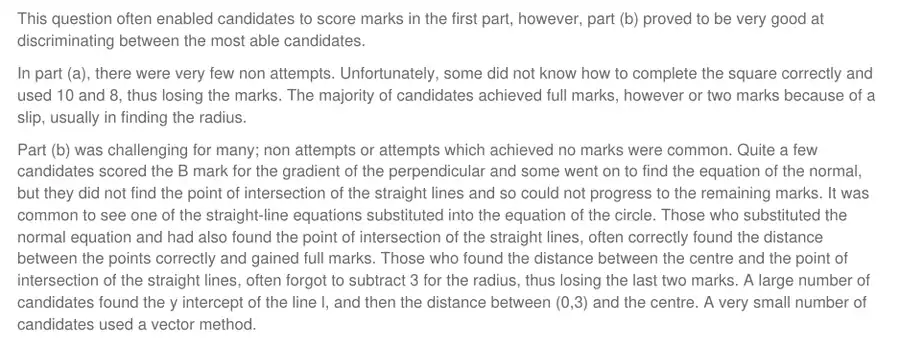 This question often enabled candidates to score marks in the first part, however, part (b) proved to be very good at
discriminating between the most able candidates.
In part (a), there were very few non attempts. Unfortunately, some did not know how to complete the square correctly and
used 10 and 8, thus losing the marks. The majority of candidates achieved full marks, however or two marks because of a
slip, usually in finding the radius.
Part (b) was challenging for many; non attempts or attempts which achieved no marks were common. Quite a few
candidates scored the B mark for the gradient of the perpendicular and some went on to find the equation of the normal,
but they did not find the point of intersection of the straight lines and so could not progress to the remaining marks. It was
common to see one of the straight-line equations substituted into the equation of the circle. Those who substituted the
normal equation and had also found the point of intersection of the straight lines, often correctly found the distance
between the points correctly and gained full marks. Those who found the distance between the centre and the point of
intersection of the straight lines, often forgot to subtract 3 for the radius, thus losing the last two marks. A large number of
candidates found the y intercept of the line l, and then the distance between (0,3) and the centre. A very small number of
candidates used a vector method.